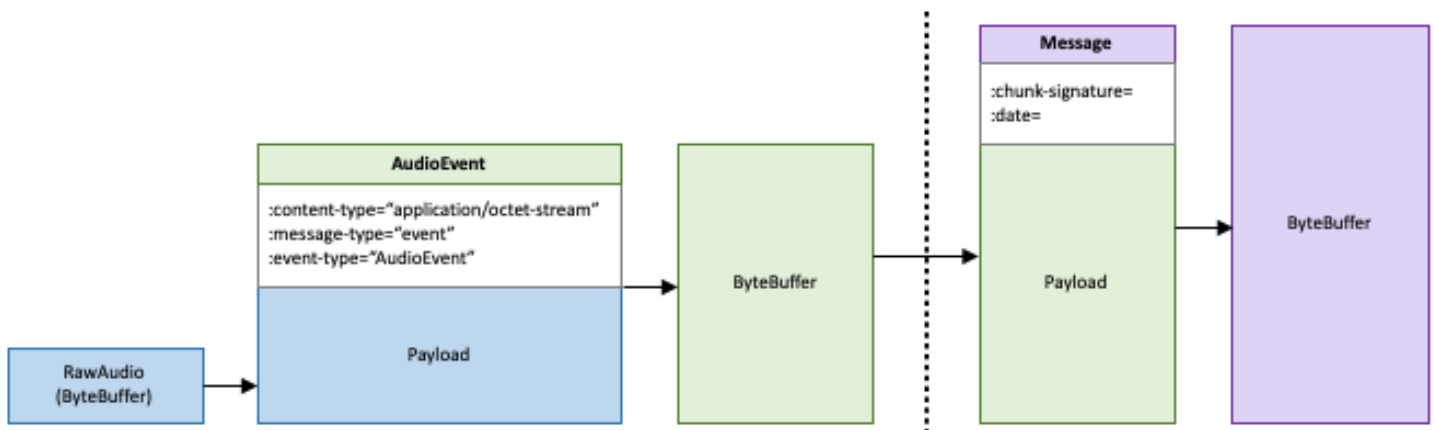 RawAudio
(ByteBuffer)
AudioEvent
:content-type=“application/octet-stream”
:message-type=“event”
:event-type=“AudioEvent”
Payload
ByteBuffer
Message
:chunk-signature=
:date=
Payload
ByteBuffer